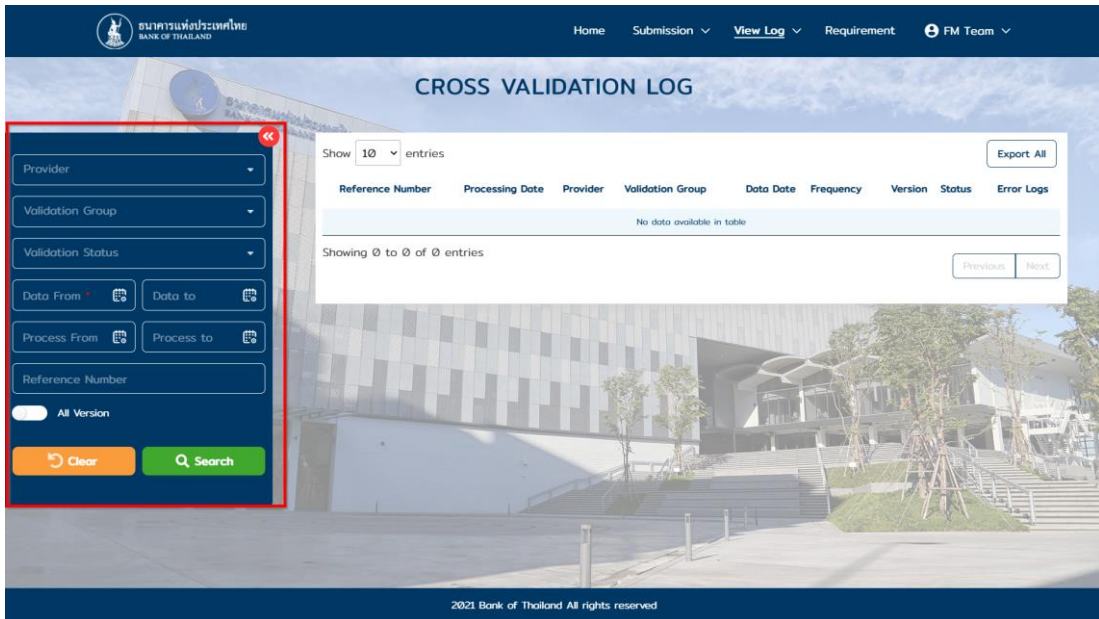 ธนาคารแห่งประเทศไทย
BANK OF THAILAND
Home Submission View Log Requirement FM Team
CROSS VALIDATION LOG
Provider
Validation Group
Validation Status
Data From * Data to
Process From Process to
Reference Number
All Version
Clear Search
Show 10 entries Export All
Reference Number Processing Date Provider Validation Group Data Date Frequency Version Status Error Logs
No data available in table
Showing 0 to 0 of 0 entries
Previous Next
2021 Bank of Thailand All rights reserved